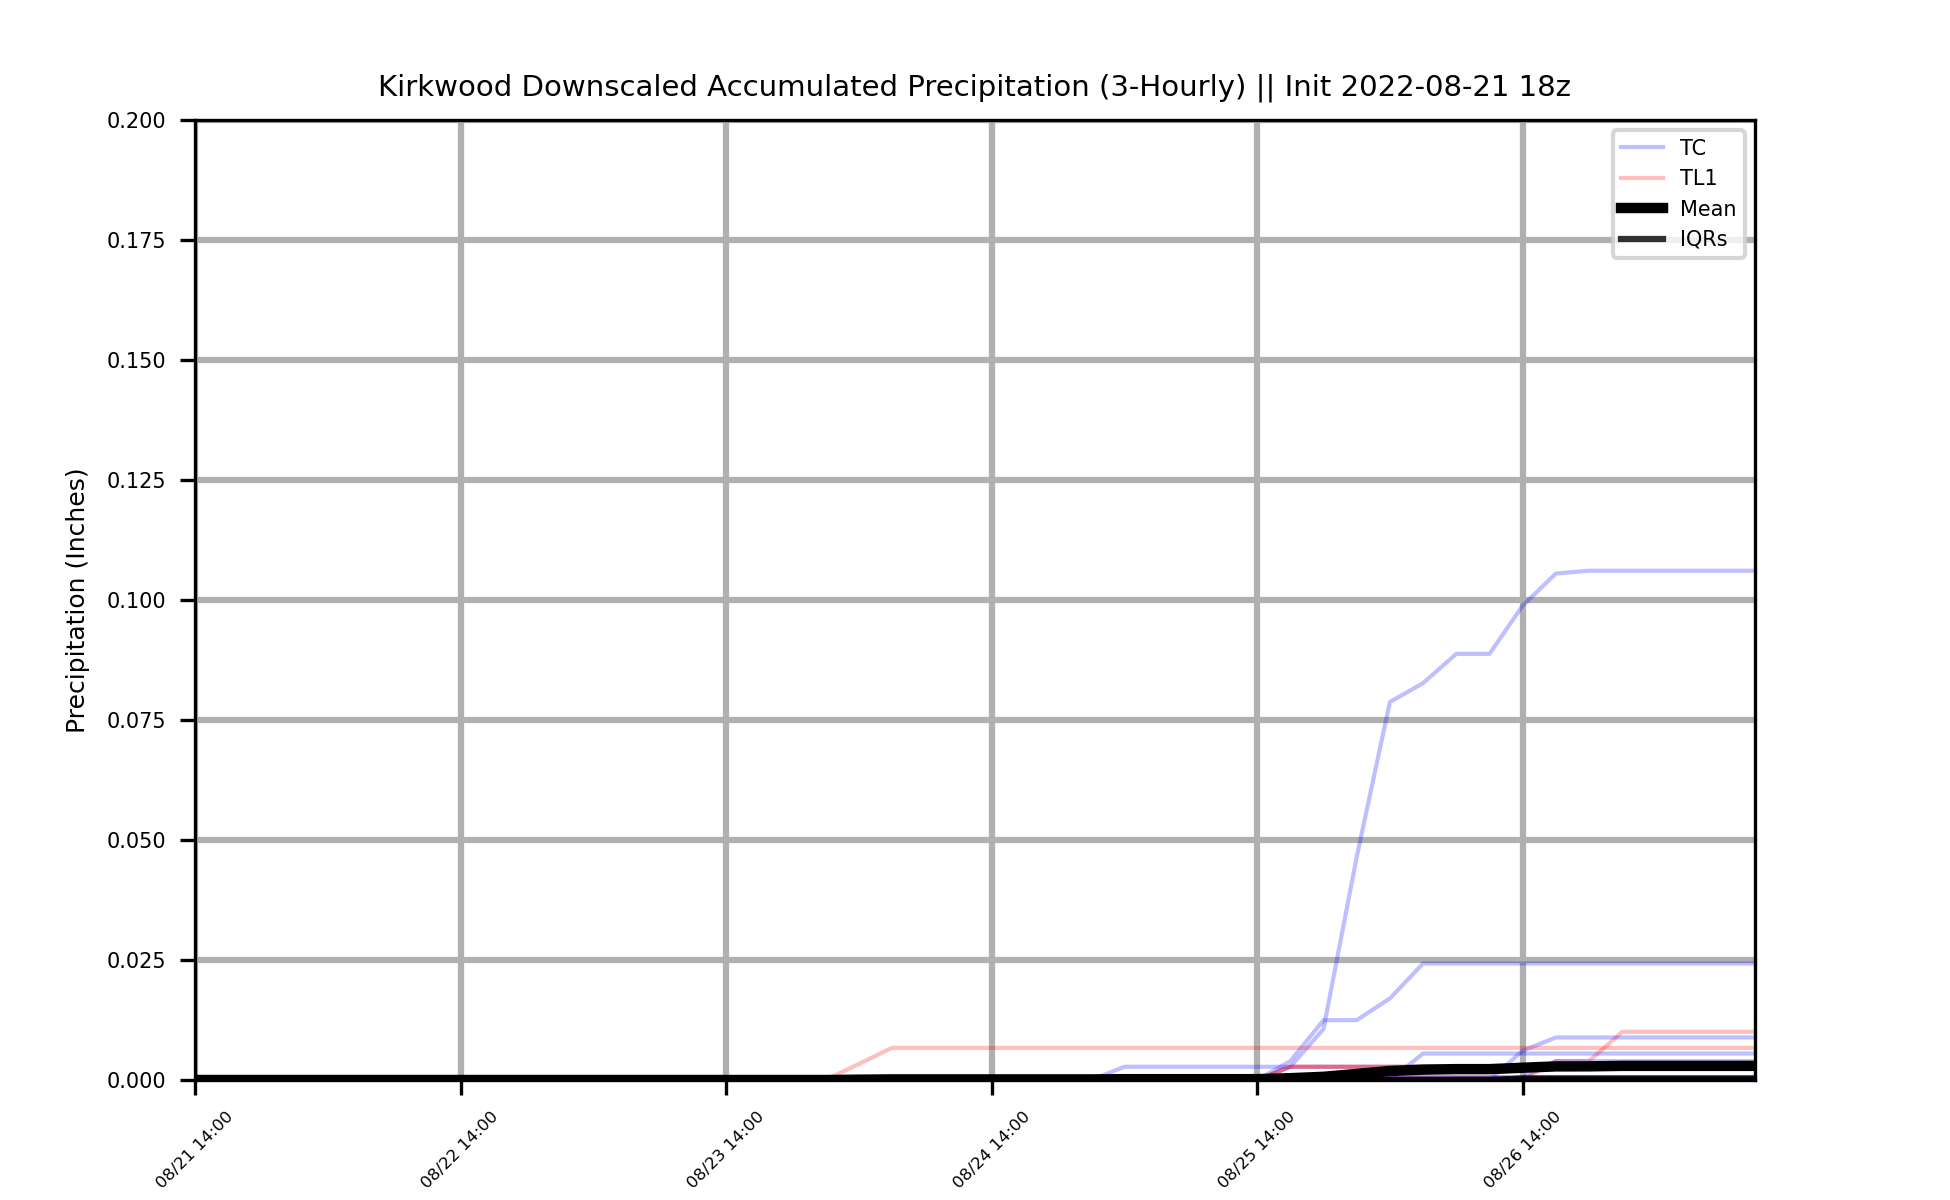 Kirkwood Downscaled Accumulated Precipitation (3-Hourly) || Init 2022-08-21 18z
TC
TL1
Mean
IQRs
Precipitation (Inches)
0.200
0.175
0.150
0.125
0.100
0.075
0.050
0.025
0.000
08/21 14:00
08/22 14:00
08/23 14:00
08/24 14:00
08/25 14:00
08/26 14:00